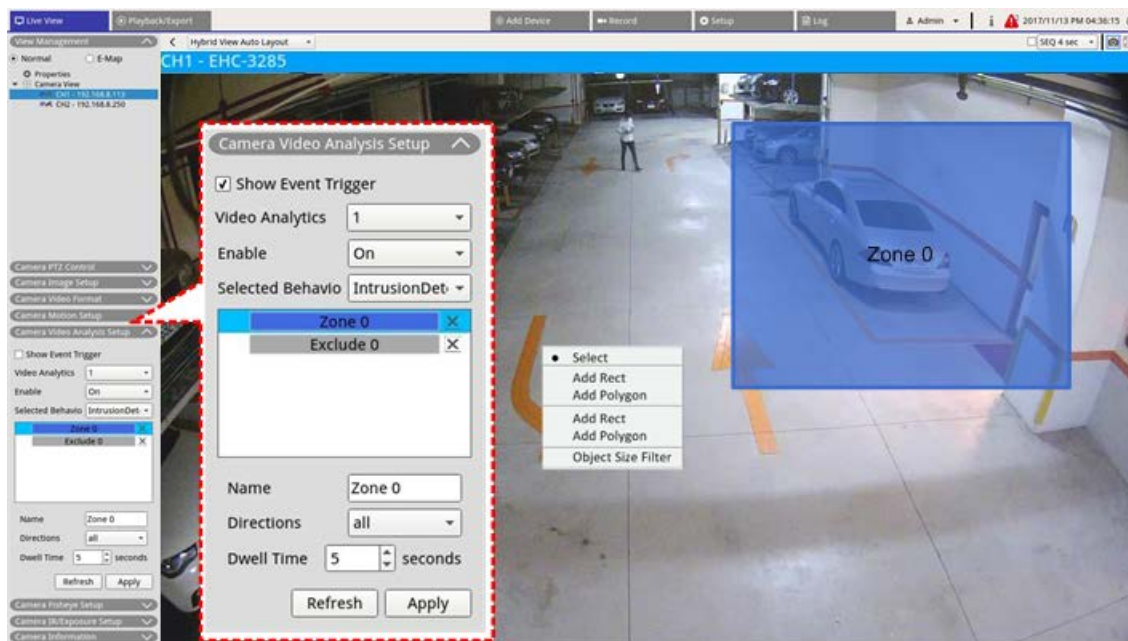 Live View
Playback/Export
Add Device
Record
Setup
Log
Admin
2017/11/13 PM 04:36:15
View Management
Hybrid View Auto Layout
SEQ 4 sec
Normal
E-Map
CH1 - EHC-3285
Properties
Camera View
CH1 - 192.168.8.113
CH2 - 192.168.8.250
Camera PTZ Control
Camera Image Setup
Camera Video Format
Camera Motion Setup
Camera Video Analysis Setup
Show Event Trigger
Video Analytics 1
Enable On
Selected Behavio IntrusionDet
Zone 0 X
Exclude 0 X
Name Zone 0
Directions all
Dwell Time 5 seconds
Refresh Apply
Camera Fisheye Setup
Camera IR/Exposure Setup
Camera Information
Camera Video Analysis Setup
Show Event Trigger
Video Analytics 1
Enable On
Selected Behavio IntrusionDet
Zone 0 X
Exclude 0 X
Name Zone 0
Directions all
Dwell Time 5 seconds
Refresh Apply
Select
Add Rect
Add Polygon
Add Rect
Add Polygon
Object Size Filter
Zone 0